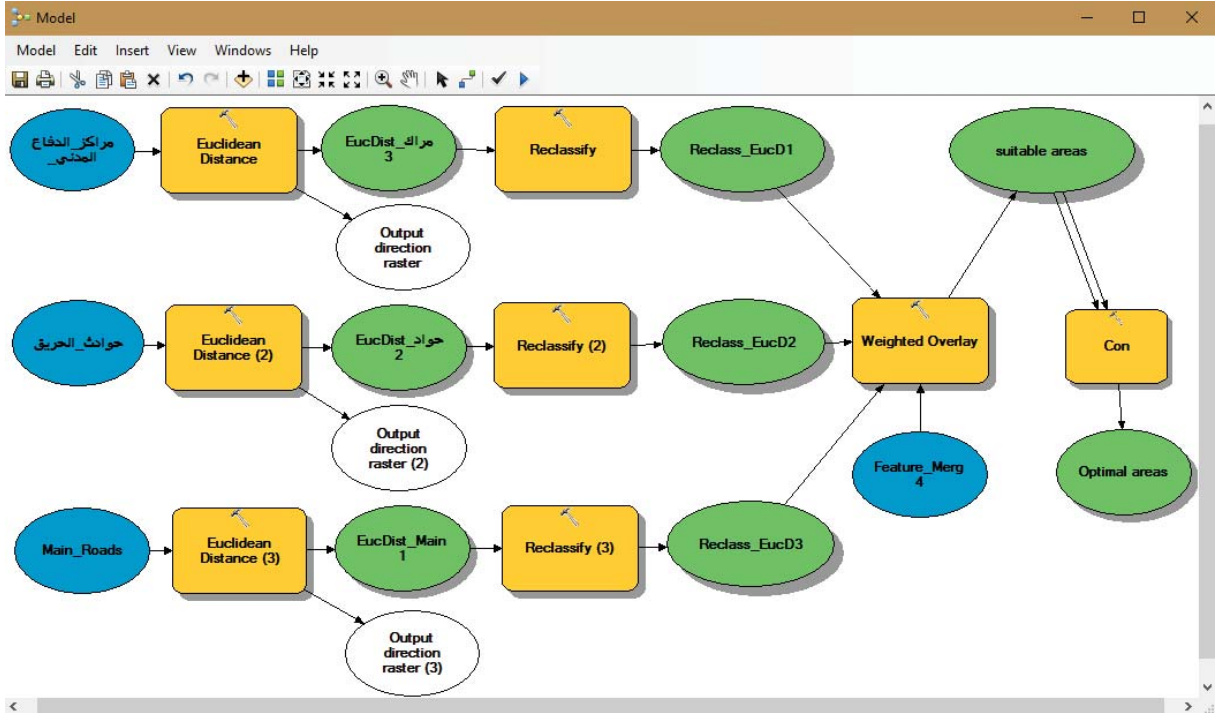 Model
Model Edit Insert View Windows Help
مراكز_الدفاع
المدني_
Euclidean
Distance
EucDist_مراك
3
Reclassify
Reclass_EucD1
suitable areas
Output
direction
raster
حوادث_الحريق
Euclidean
Distance (2)
EucDist_حواد
2
Reclassify (2)
Reclass_EucD2
Weighted Overlay
Con
Output
direction
raster (2)
Feature_Merg
4
Optimal areas
Main_Roads
Euclidean
Distance (3)
EucDist_Main
1
Reclassify (3)
Reclass_EucD3
Output
direction
raster (3)